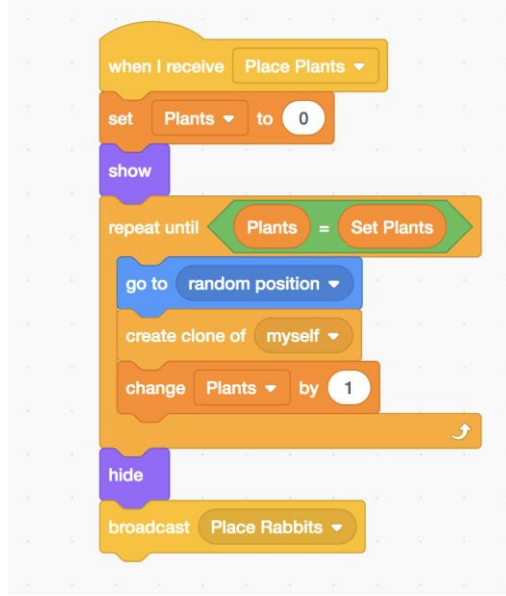 when I receive Place Plants
set Plants to 0
show
repeat until Plants = Set Plants
go to random position
create clone of myself
change Plants by 1
hide
broadcast Place Rabbits